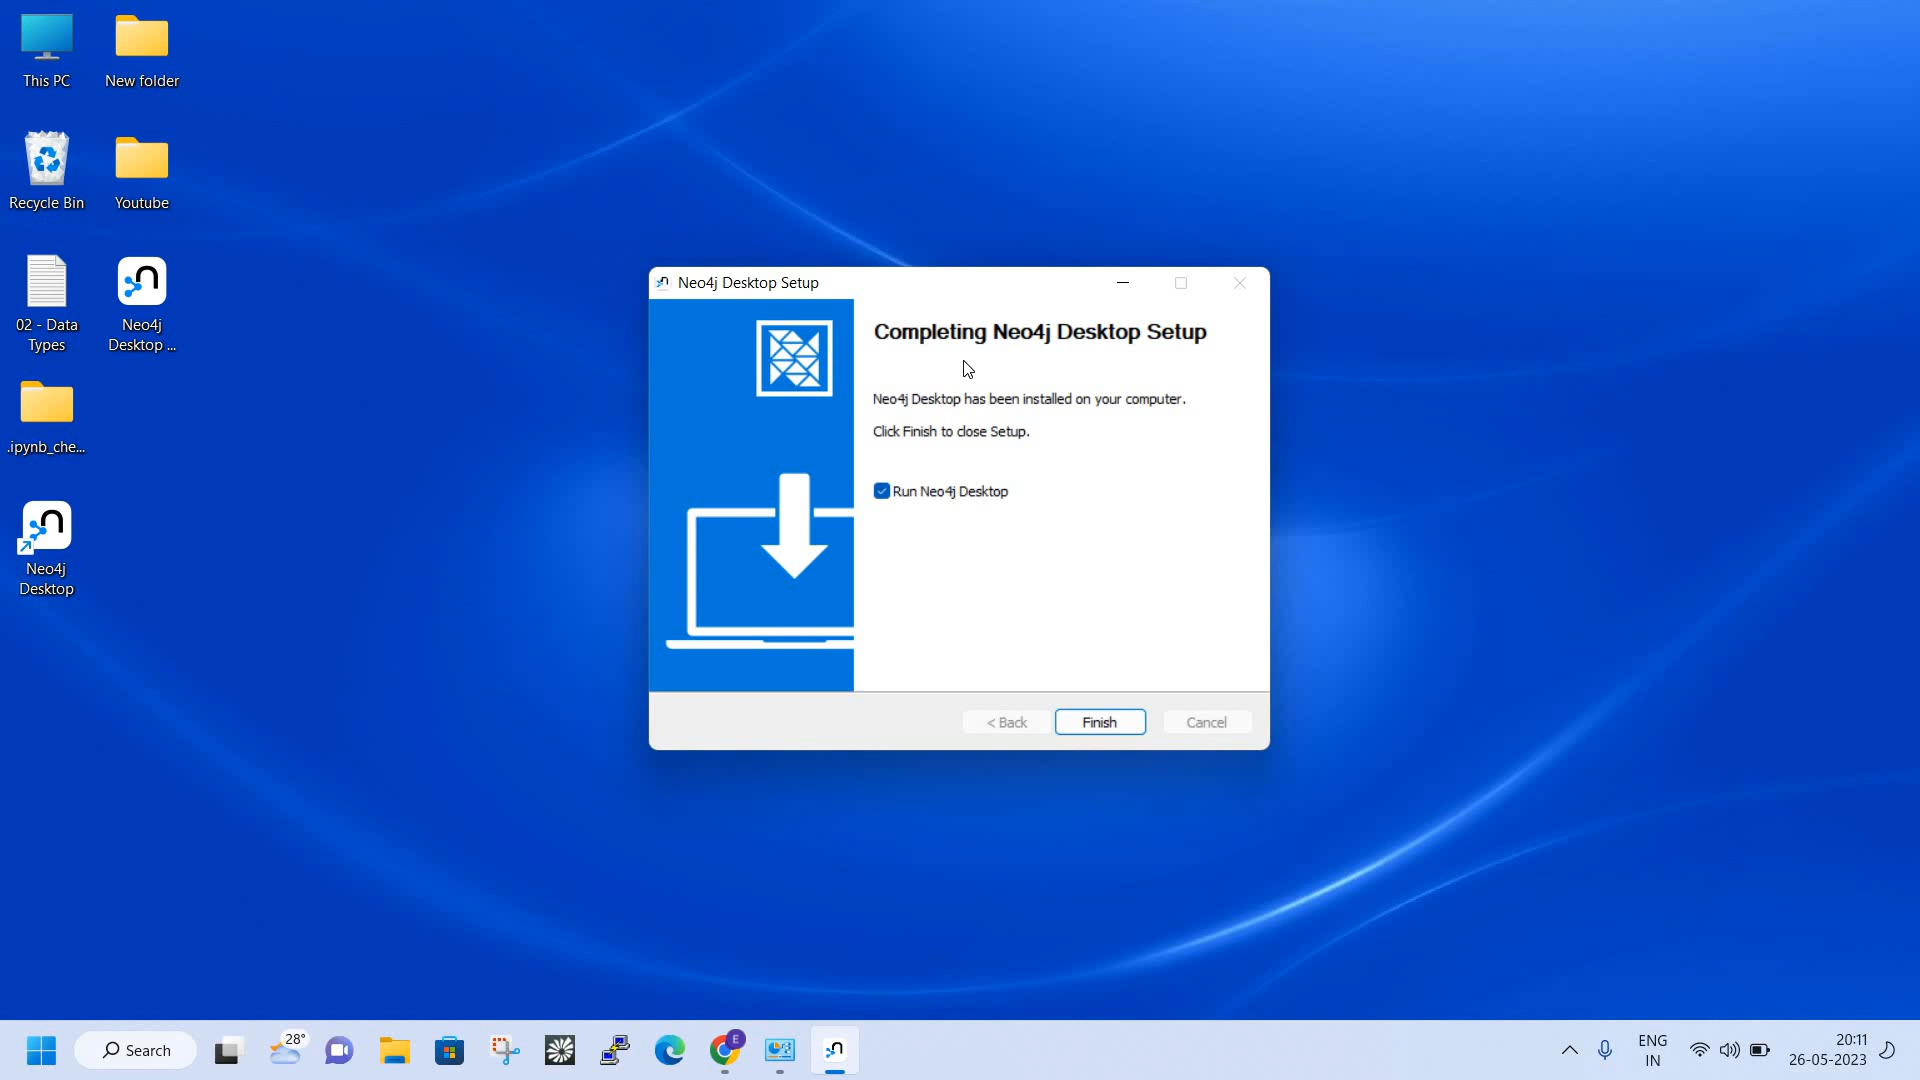 This PC
New folder
Recycle Bin
Youtube
02 - Data
Types
Neo4j
Desktop ...
.ipynb_che...
Neo4j
Desktop
Neo4j Desktop Setup
Completing Neo4j Desktop Setup
Neo4j Desktop has been installed on your computer.
Click Finish to close Setup.
Run Neo4j Desktop
< Back
Finish
Cancel
Search
28°
E
ENG
IN
20:11
26-05-2023